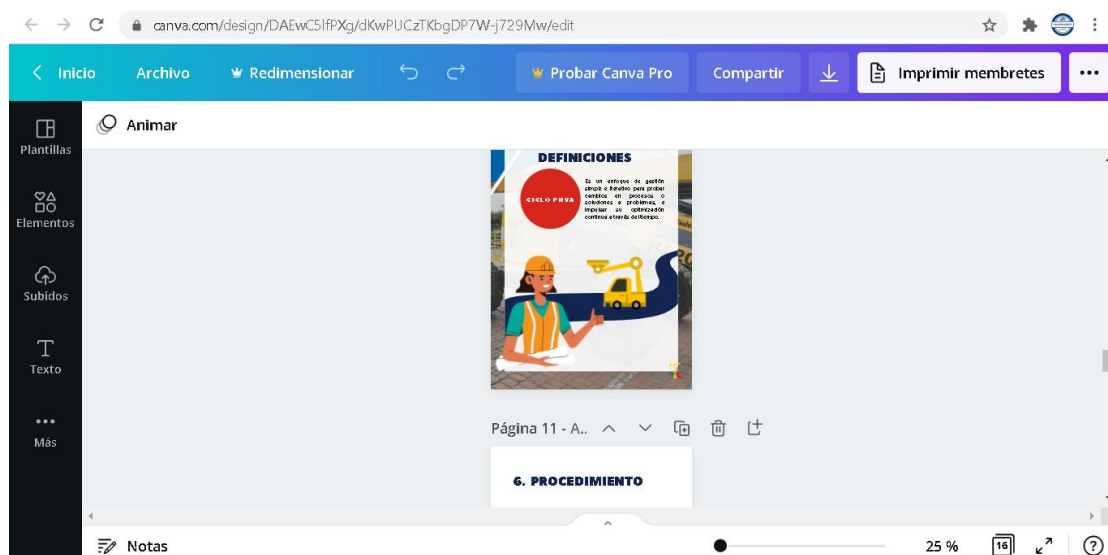 canva.com/design/DAEwC5IfPXg/dKwPUCzTKbgDP7W-j729Mw/edit
Inicio Archivo Redimensionar Probar Canva Pro Compartir Imprimir membretes
Animar
Plantillas
Elementos
Subidos
Texto
Más
DEFINICIONES
CICLO PHVA
Es un enfoque de gestión
simple e iterativo para probar
cambios en procesos o
soluciones a problemas, e
impulsar su optimización
continua a través del tiempo.
Página 11 - A..
6. PROCEDIMIENTO
Notas
25 %
16